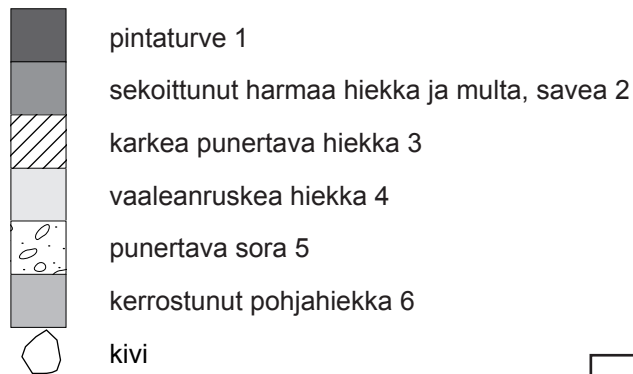 pintaturve 1
sekoittunut harmaa hiekka ja multa, savea 2
karkea punertava hiekka 3
vaaleanruskea hiekka 4
punertava sora 5
kerrostunut pohjahiekka 6
kivi